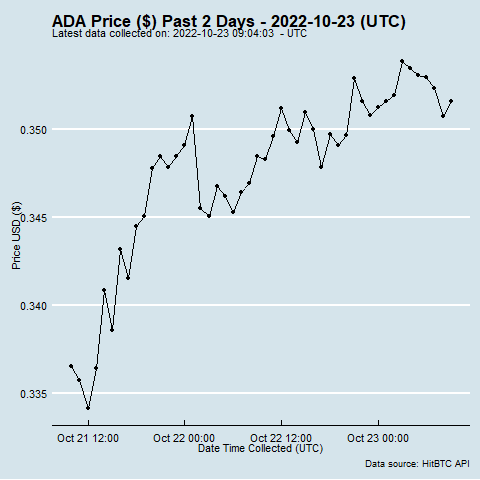 ADA Price ($) Past 2 Days - 2022-10-23 (UTC)
Latest data collected on: 2022-10-23 09:04:03 - UTC
Price USD ($)
0.350
0.345
0.340
0.335
Oct 21 12:00 Oct 22 00:00 Oct 22 12:00 Oct 23 00:00
Date Time Collected (UTC)
Data source: HitBTC API